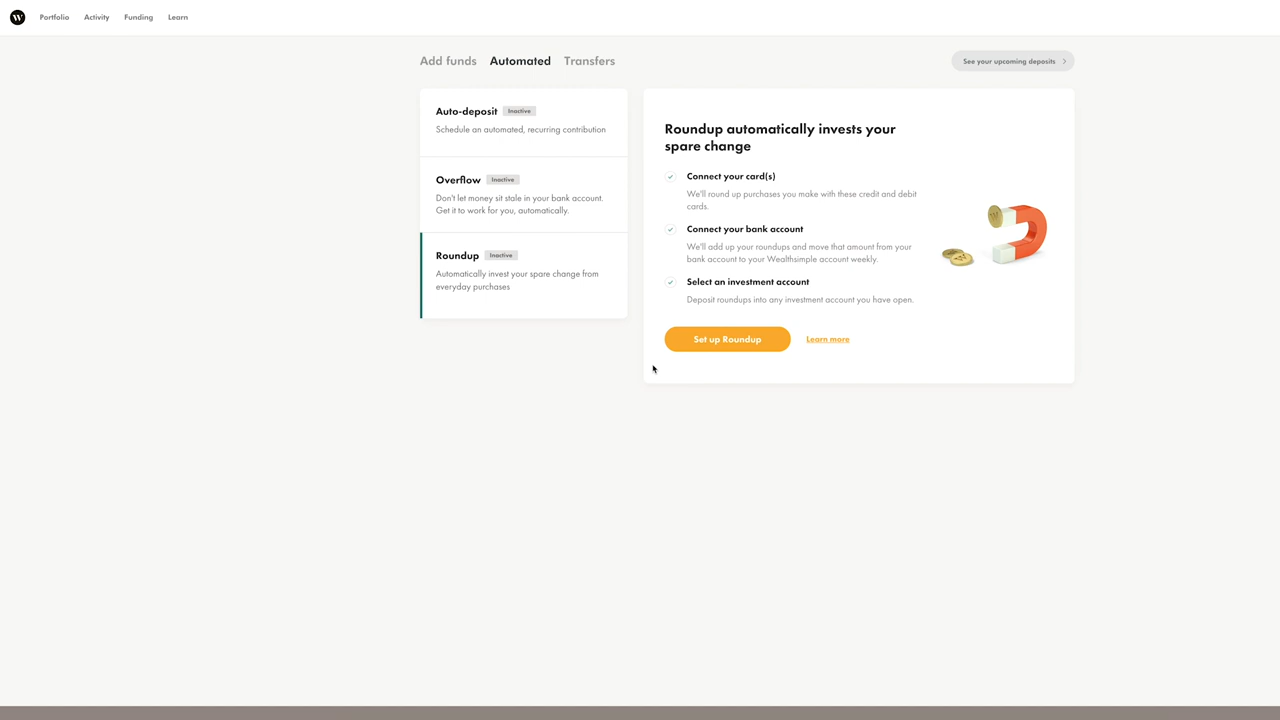 W
Portfolio
Activity
Funding
Learn
Add funds
Automated
Transfers
See your upcoming deposits
Auto-deposit
Inactive
Schedule an automated, recurring contribution
Overflow
Inactive
Don't let money sit stale in your bank account.
Get it to work for you, automatically.
Roundup
Inactive
Automatically invest your spare change from
everyday purchases
Roundup automatically invests your
spare change
Connect your card(s)
We'll round up purchases you make with these credit and debit
cards.
Connect your bank account
We'll add up your roundups and move that amount from your
bank account to your Wealthsimple account weekly.
Select an investment account
Deposit roundups into any investment account you have open.
Set up Roundup
Learn more